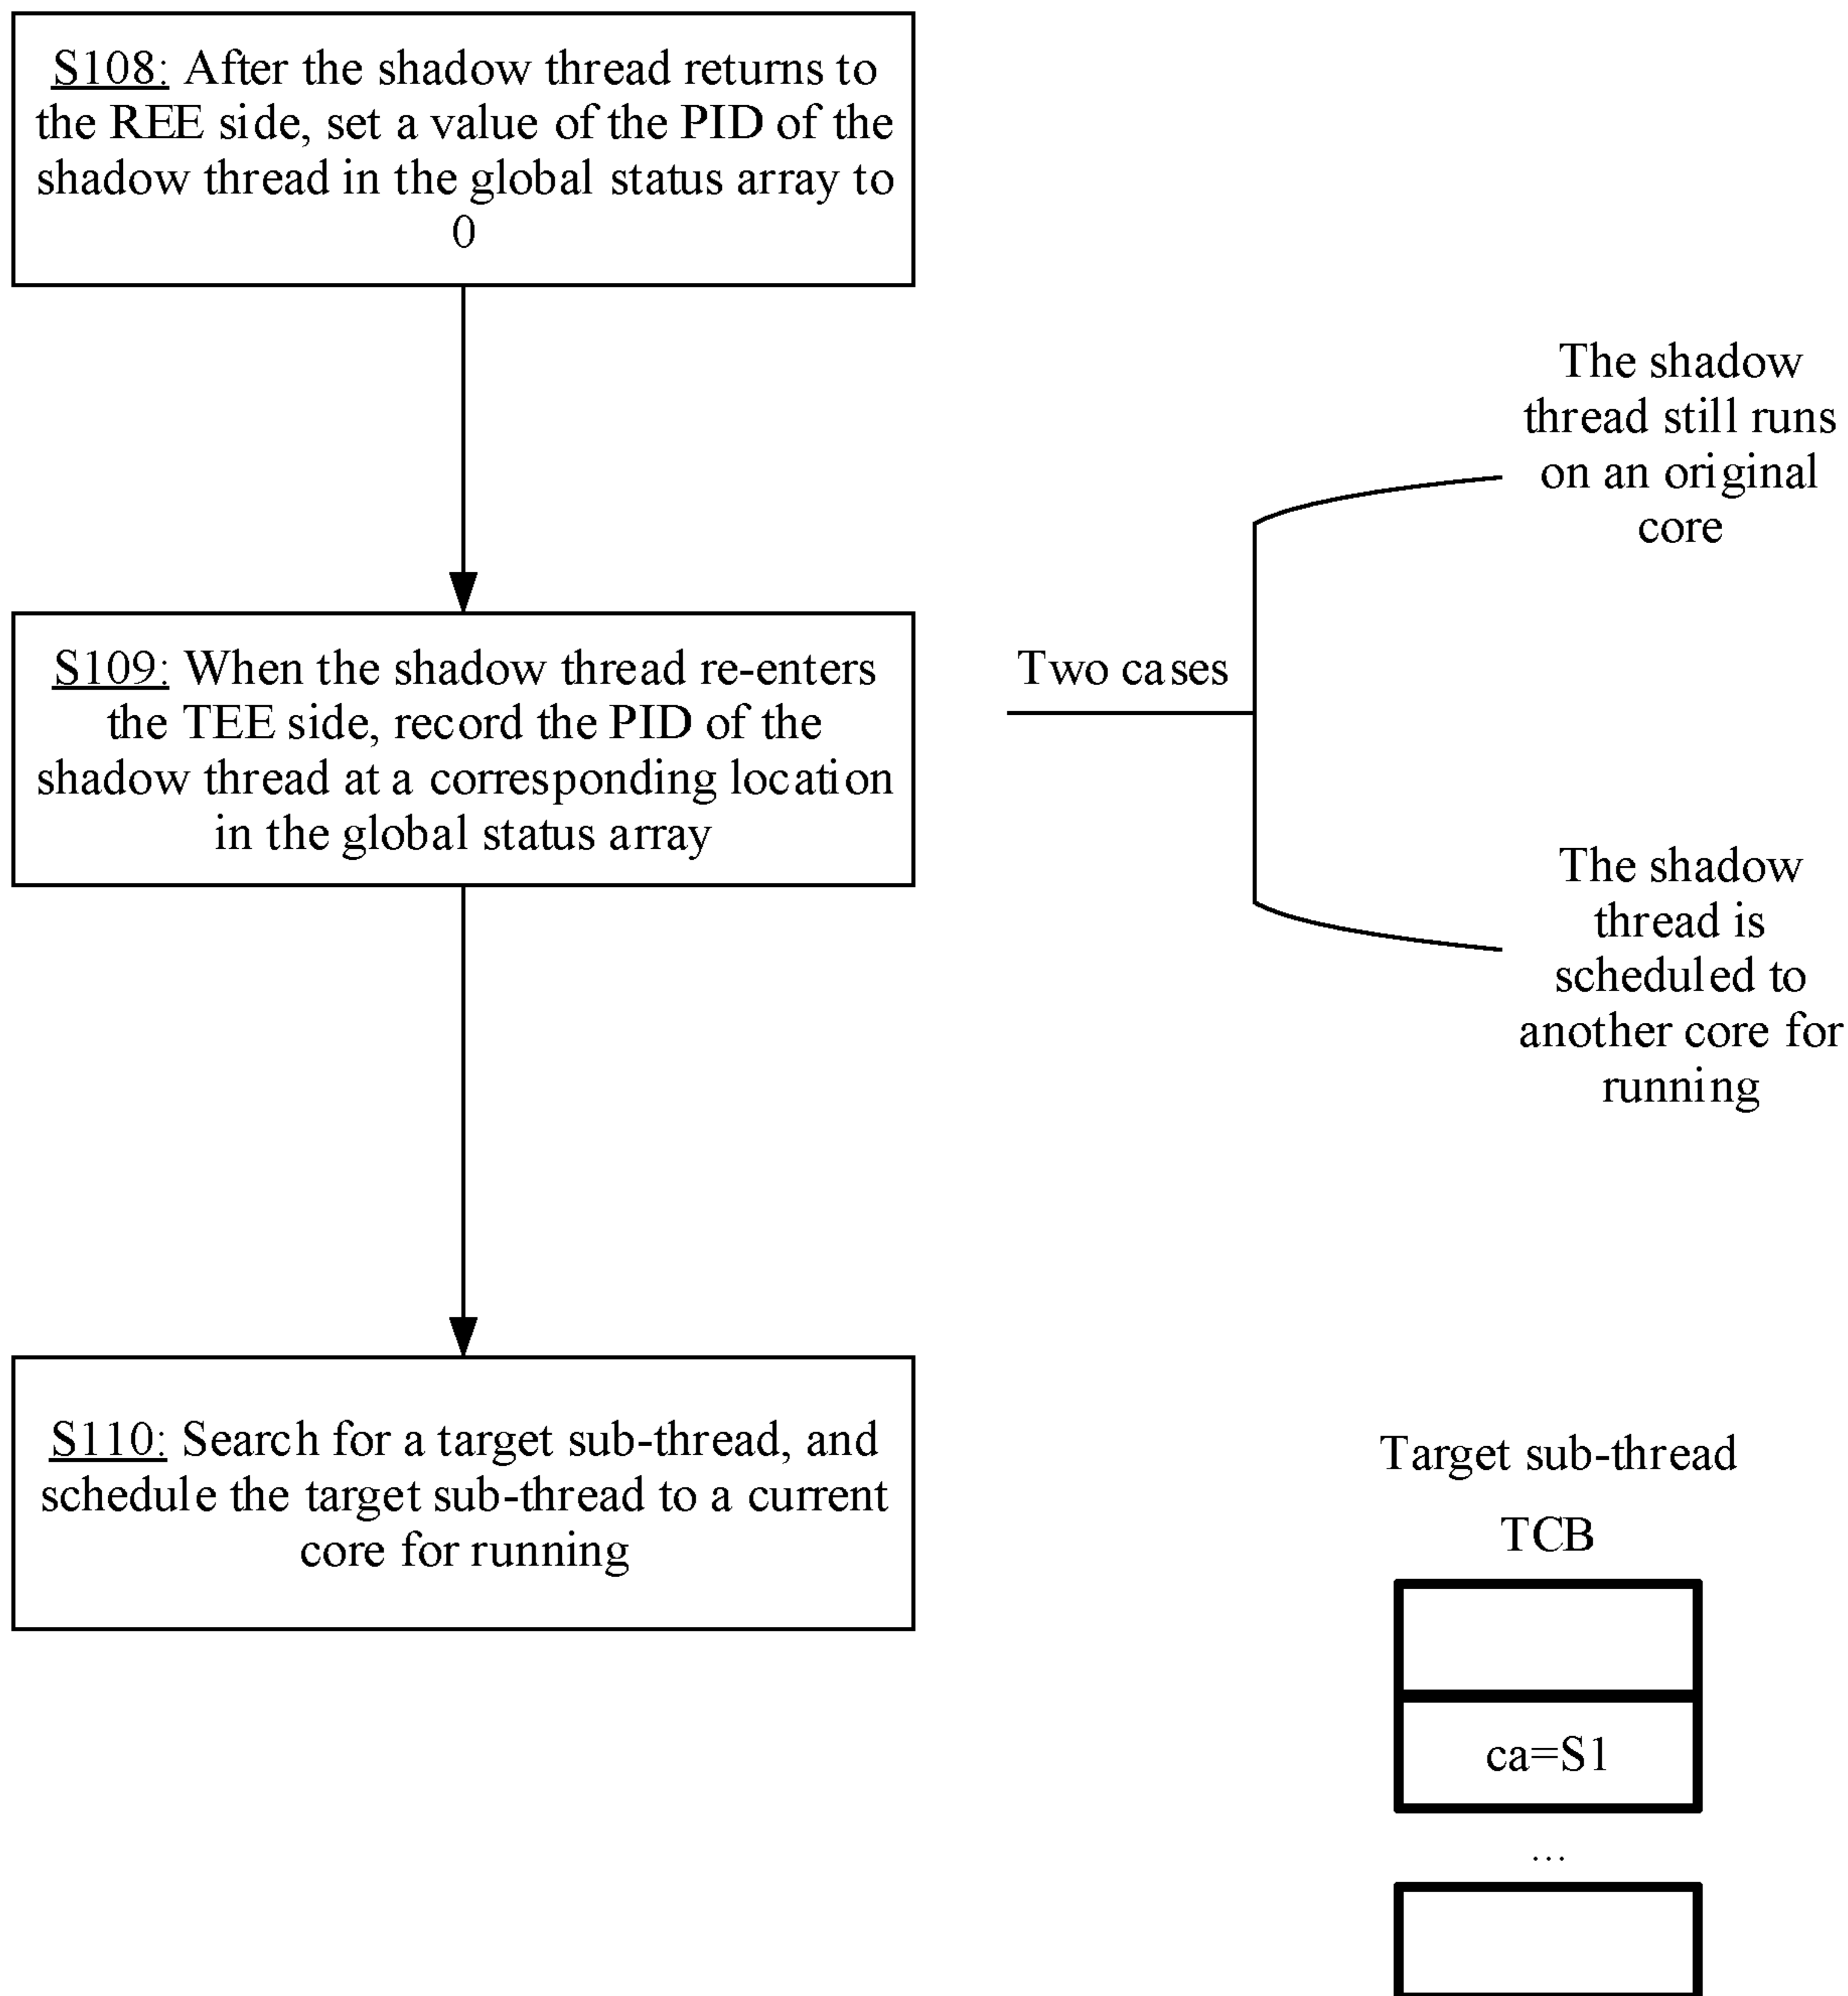 S108: After the shadow thread returns to
the REE side, set a value of the PID of the
shadow thread in the global status array to
0
The shadow
thread still runs
on an original
core
S109: When the shadow thread re-enters
the TEE side, record the PID of the
shadow thread at a corresponding location
in the global status array
Two cases
The shadow
thread is
scheduled to
another core for
running
S110: Search for a target sub-thread, and
schedule the target sub-thread to a current
core for running
Target sub-thread
TCB
ca=S1
...